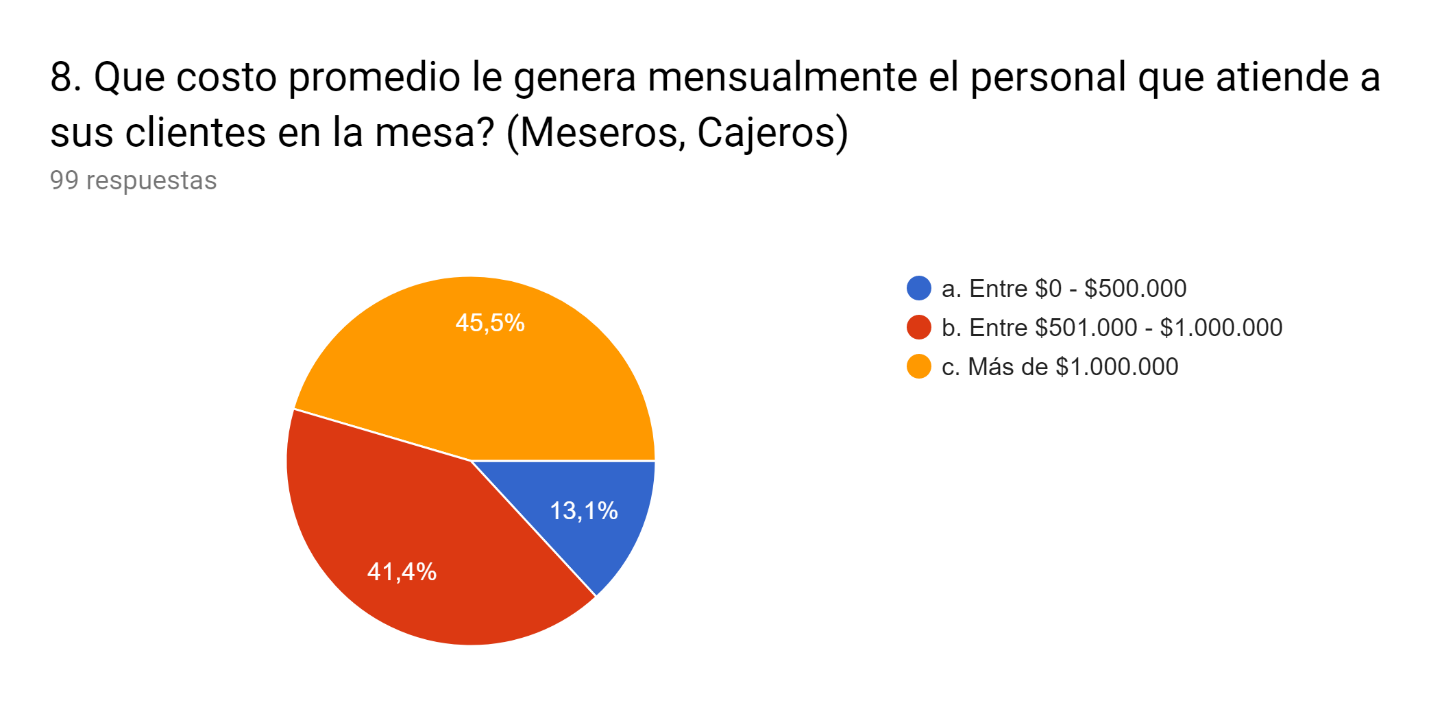 8. Que costo promedio le genera mensualmente el personal que atiende a
sus clientes en la mesa? (Meseros, Cajeros)
99 respuestas
45,5%
13,1%
41,4%
a. Entre $0 - $500.000
b. Entre $501.000 - $1.000.000
c. Más de $1.000.000